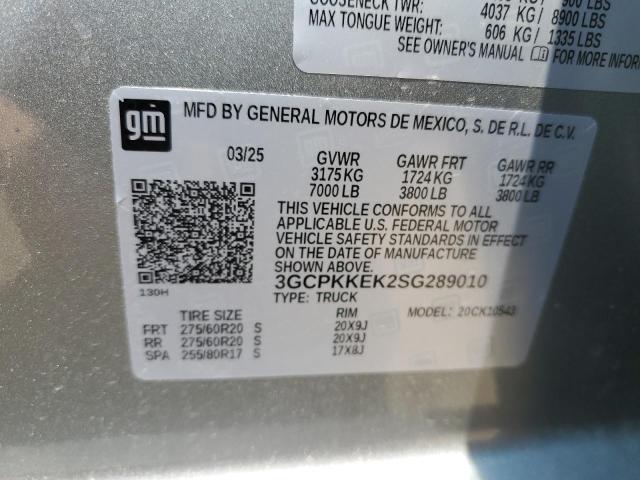 GOOSENECK TWR:
4037 KG/ 8900 LBS
MAX TONGUE WEIGHT: 606 KG/ 1335 LBS
SEE OWNER'S MANUAL FOR MORE INFOR
gm
MFD BY GENERAL MOTORS DE MEXICO, S. DE R.L. DE C.V.
03/25 GVWR GAWR FRT GAWR RR
3175 KG 1724 KG 1724 KG
7000 LB 3800 LB 3800 LB
THIS VEHICLE CONFORMS TO ALL
APPLICABLE U.S. FEDERAL MOTOR
VEHICLE SAFETY STANDARDS IN EFFECT
ON THE DATE OF MANUFACTURE
SHOWN ABOVE.
3GCPKKEK2SG289010
130H
TYPE: TRUCK MODEL: 20CK10543
TIRE SIZE RIM
FRT 275/60R20 S 20X9J
RR 275/60R20 S 20X9J
SPA 255/80R17 S 17X8J